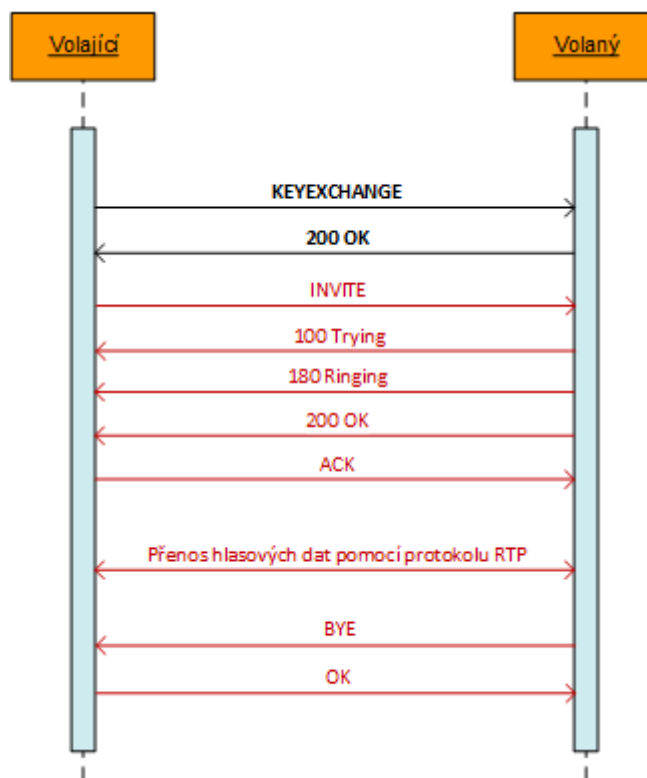 Volající
Volaný
KEYEXCHANGE
200 OK
INVITE
100 Trying
180 Ringing
200 OK
ACK
Přenos hlasových dat pomocí protokolu RTP
BYE
OK